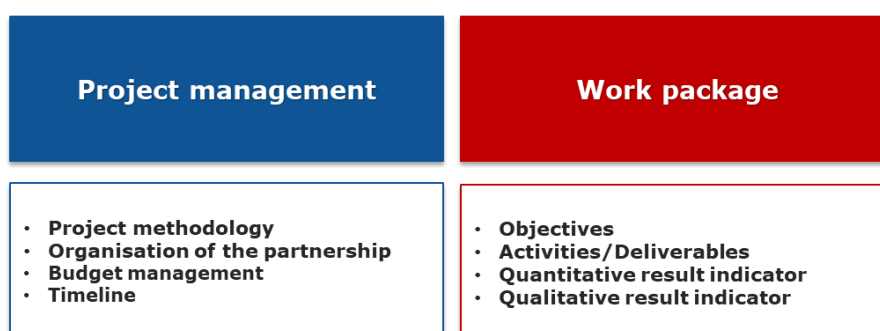 Project management
• Project methodology
• Organisation of the partnership
• Budget management
• Timeline
Work package
• Objectives
• Activities/Deliverables
• Quantitative result indicator
• Qualitative result indicator